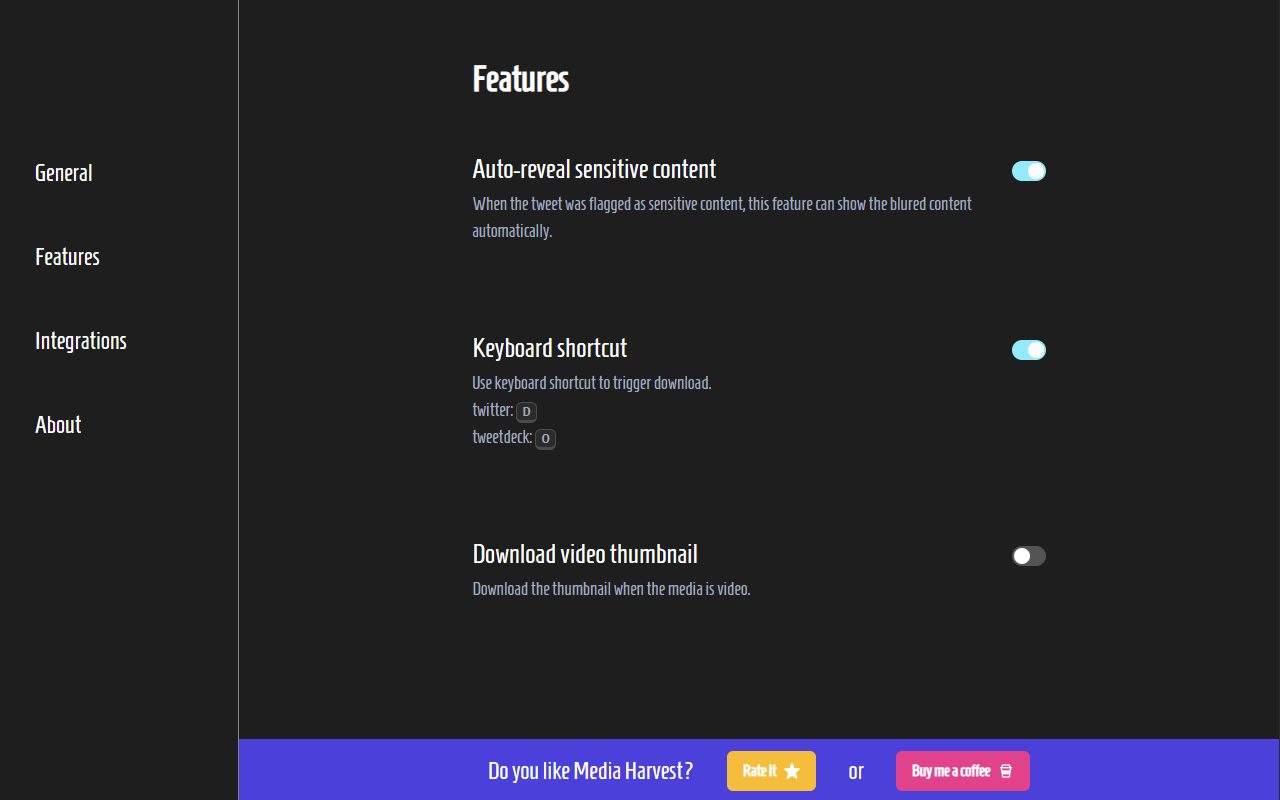 General
Features
Integrations
About
Features
Auto-reveal sensitive content
When the tweet was flagged as sensitive content, this feature can show the blured content
automatically.
Keyboard shortcut
Use keyboard shortcut to trigger download.
twitter: D
tweetdeck: O
Download video thumbnail
Download the thumbnail when the media is video.
Do you like Media Harvest? Rate it or Buy me a coffee